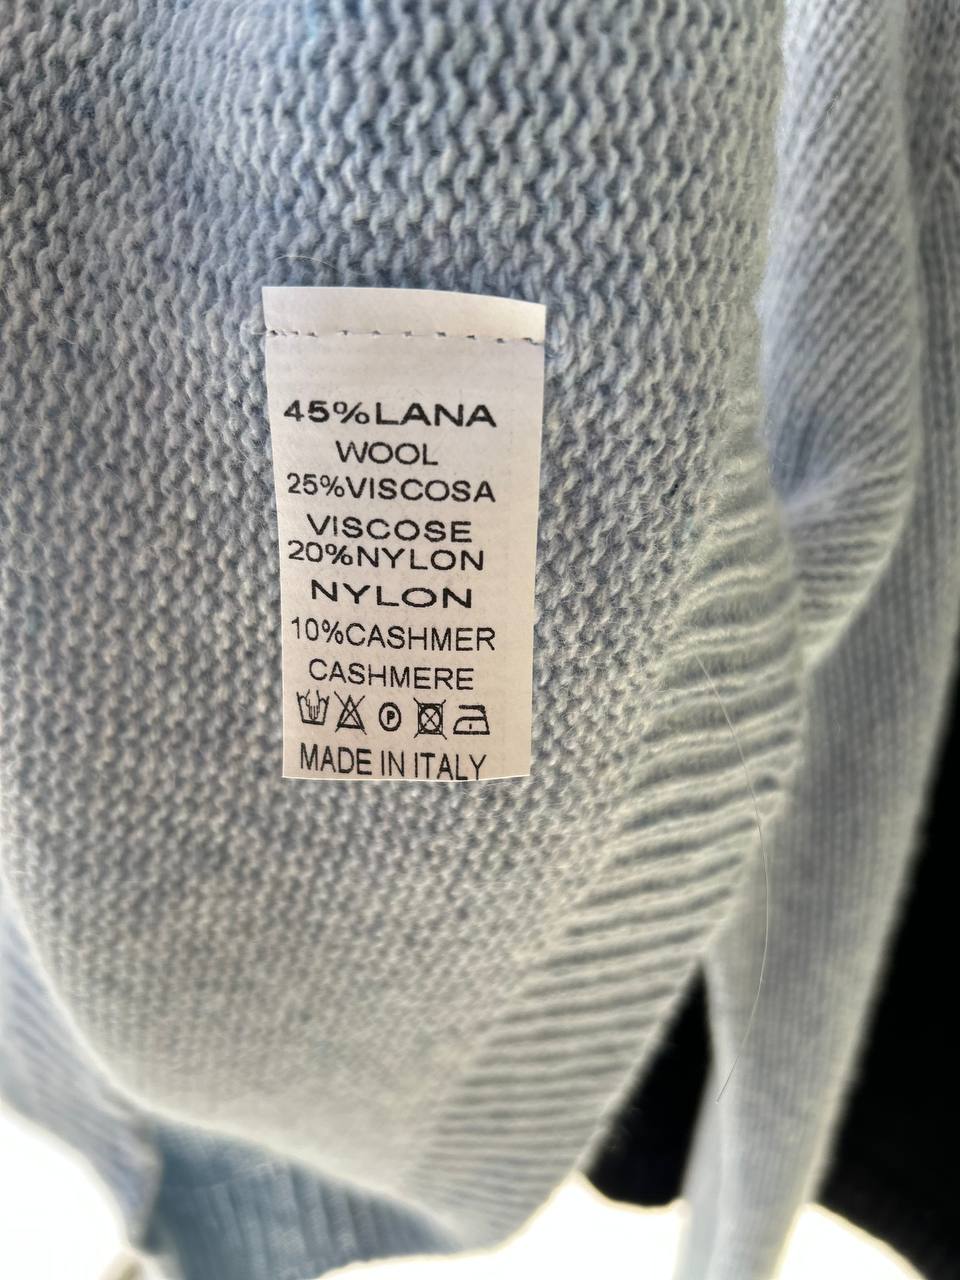 45%LANA
WOOL
25%VISCOSA
VISCOSE
20%NYLON
NYLON
10%CASHMER
CASHMERE
P
MADE IN ITALY